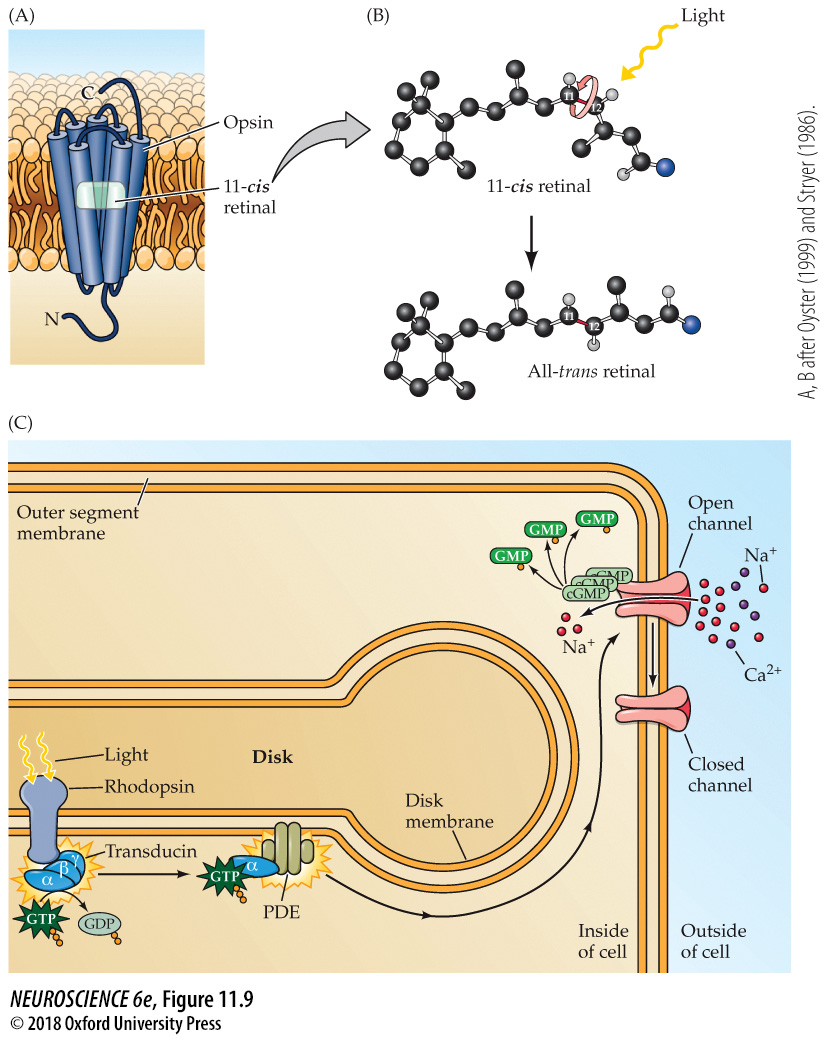 (A)
C
Opsin
11-cis
retinal
N
(B)
Light
11
12
11-cis retinal
11
12
All-trans retinal
A, B after Oyster (1999) and Stryer (1986).
(C)
Outer segment
membrane
GMP
GMP
GMP
cGMP
cGMP
cGMP
Na+
Open
channel
Na+
Ca2+
Closed
channel
Light
Rhodopsin
Disk
Disk
membrane
Transducin
α
β
γ
GTP
GDP
GTP
α
PDE
Inside
of cell
Outside
of cell
NEUROSCIENCE 6e, Figure 11.9
© 2018 Oxford University Press